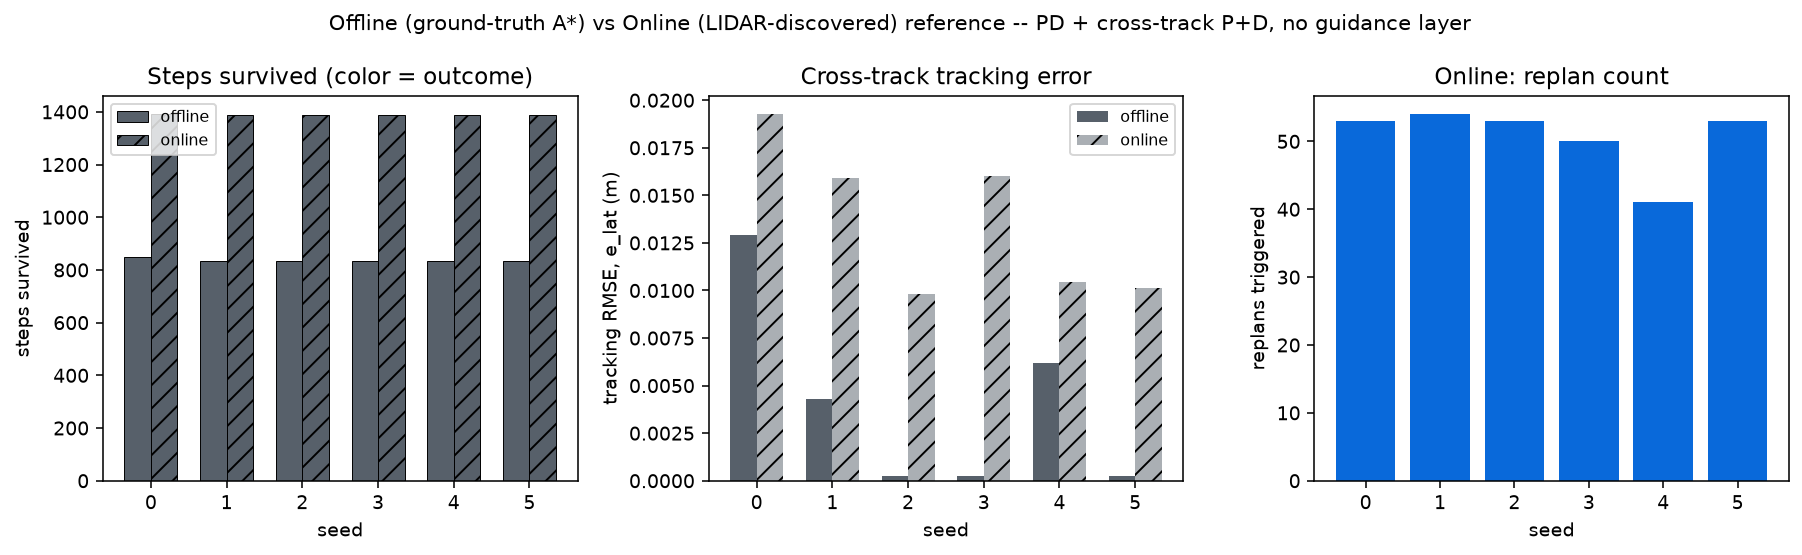 Offline (ground-truth A*) vs Online (LIDAR-discovered) reference -- PD + cross-track P+D, no guidance layer
Steps survived (color = outcome)
steps survived
1400
1200
1000
800
600
400
200
0
offline
online
0 1 2 3 4 5
seed
Cross-track tracking error
tracking RMSE, e_lat (m)
0.0200
0.0175
0.0150
0.0125
0.0100
0.0075
0.0050
0.0025
0.0000
offline
online
0 1 2 3 4 5
seed
Online: replan count
replans triggered
50
40
30
20
10
0
0 1 2 3 4 5
seed